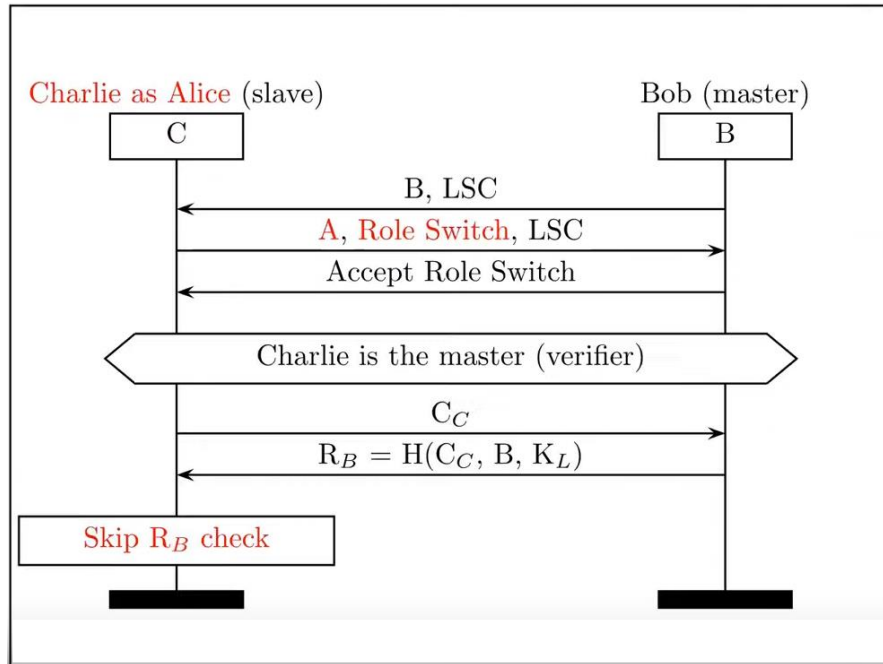 Charlie as Alice (slave)
Bob (master)
C
B
B, LSC
A, Role Switch, LSC
Accept Role Switch
Charlie is the master (verifier)
C_C
R_B = H(C_C, B, K_L)
Skip R_B check